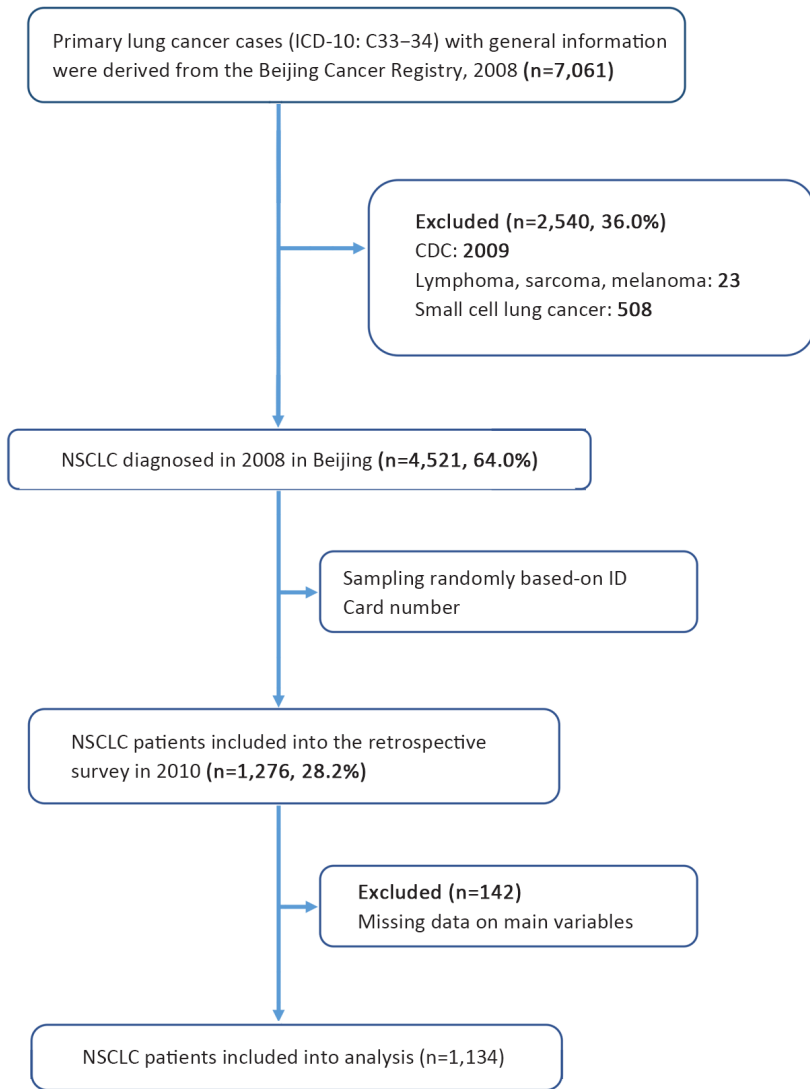 Primary lung cancer cases (ICD-10: C33−34) with general information
were derived from the Beijing Cancer Registry, 2008 (n=7,061)
Excluded (n=2,540, 36.0%)
CDC: 2009
Lymphoma, sarcoma, melanoma: 23
Small cell lung cancer: 508
NSCLC diagnosed in 2008 in Beijing (n=4,521, 64.0%)
Sampling randomly based-on ID
Card number
NSCLC patients included into the retrospective
survey in 2010 (n=1,276, 28.2%)
Excluded (n=142)
Missing data on main variables
NSCLC patients included into analysis (n=1,134)